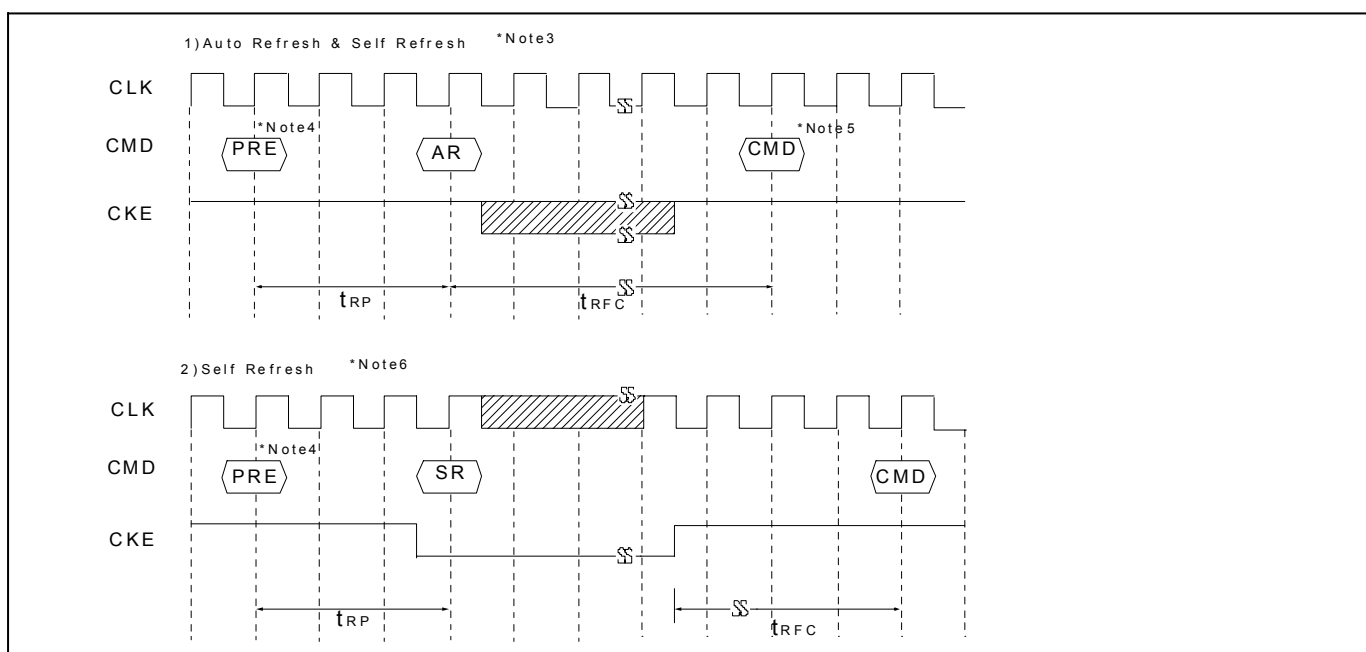 1)Auto Refresh & Self Refresh *Note3
CLK
*Note4 *Note5
CMD PRE AR CMD
CKE
tRP tRFC
2)Self Refresh *Note6
CLK
*Note4
CMD PRE SR CMD
CKE
tRP tRFC